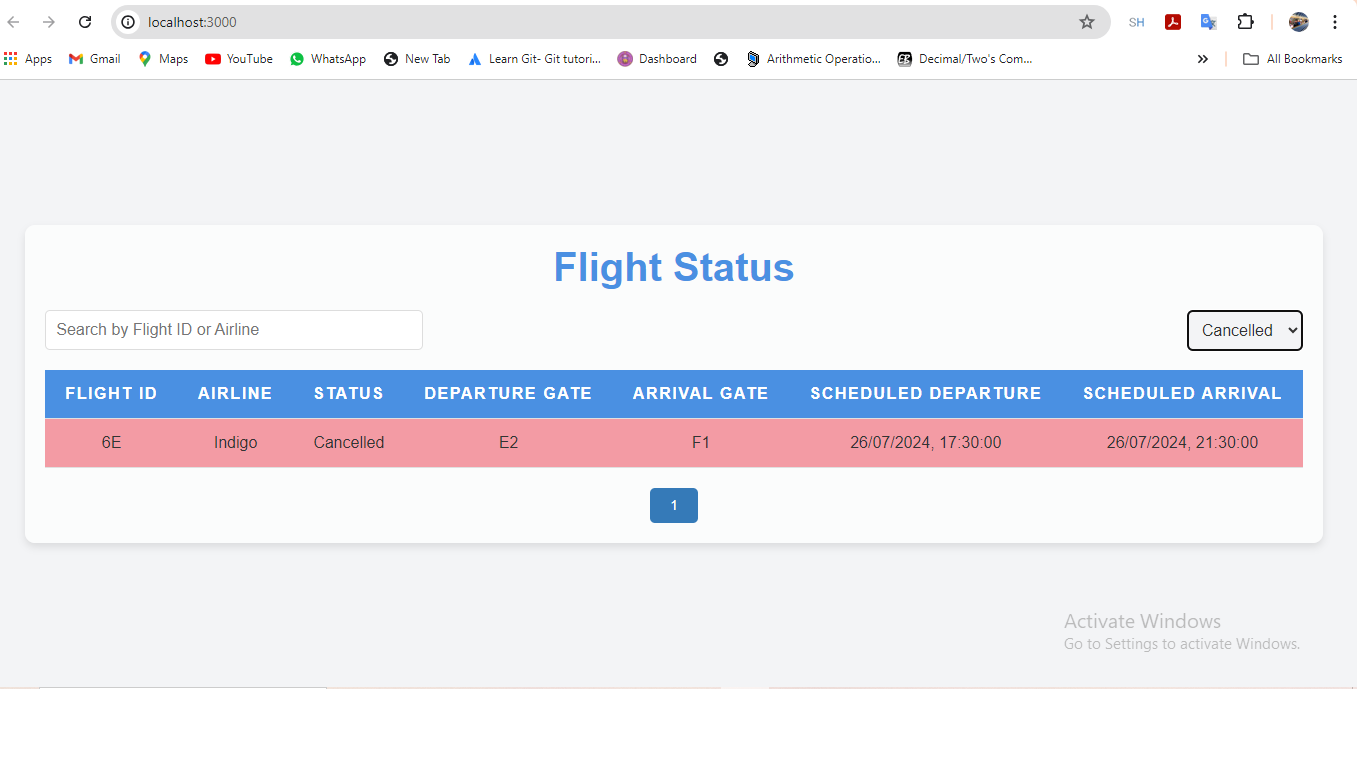 localhost:3000
SH
Apps Gmail Maps YouTube WhatsApp New Tab Learn Git- Git tutori... Dashboard Arithmetic Operatio... Decimal/Two's Com... » All Bookmarks
Flight Status
Search by Flight ID or Airline Cancelled
FLIGHT ID AIRLINE STATUS DEPARTURE GATE ARRIVAL GATE SCHEDULED DEPARTURE SCHEDULED ARRIVAL
6E Indigo Cancelled E2 F1 26/07/2024, 17:30:00 26/07/2024, 21:30:00
1
Activate Windows
Go to Settings to activate Windows.